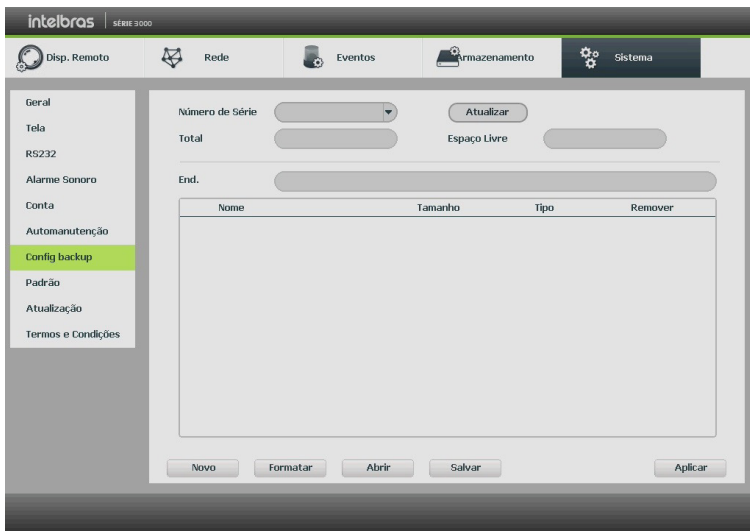 intelbras SÉRIE 3000
Disp. Remoto Rede Eventos Armazenamento Sistema
Geral
Tela
RS232
Alarme Sonoro
Conta
Automanutenção
Config backup
Padrão
Atualização
Termos e Condições
Número de Série Atualizar
Total Espaço Livre
End.
Nome Tamanho Tipo Remover
Novo Formatar Abrir Salvar Aplicar